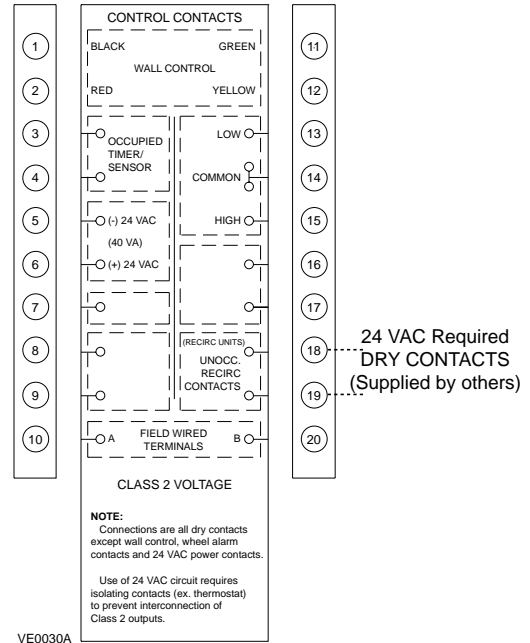 CONTROL CONTACTS
1
BLACK
GREEN
11
WALL CONTROL
2
RED
YELLOW
12
3
OCCUPIED
TIMER/
SENSOR
LOW
13
4
COMMON
14
5
(-) 24 VAC
HIGH
15
(40 VA)
6
(+) 24 VAC
16
7
17
8
(RECIRC UNITS)
UNOCC.
RECIRC
CONTACTS
18
24 VAC Required
DRY CONTACTS
(Supplied by others)
9
19
10
A
FIELD WIRED
TERMINALS
B
20
CLASS 2 VOLTAGE
NOTE:
Connections are all dry contacts
except wall control, wheel alarm
contacts and 24 VAC power contacts.
Use of 24 VAC circuit requires
isolating contacts (ex. thermostat)
to prevent interconnection of
Class 2 outputs.
VE0030A